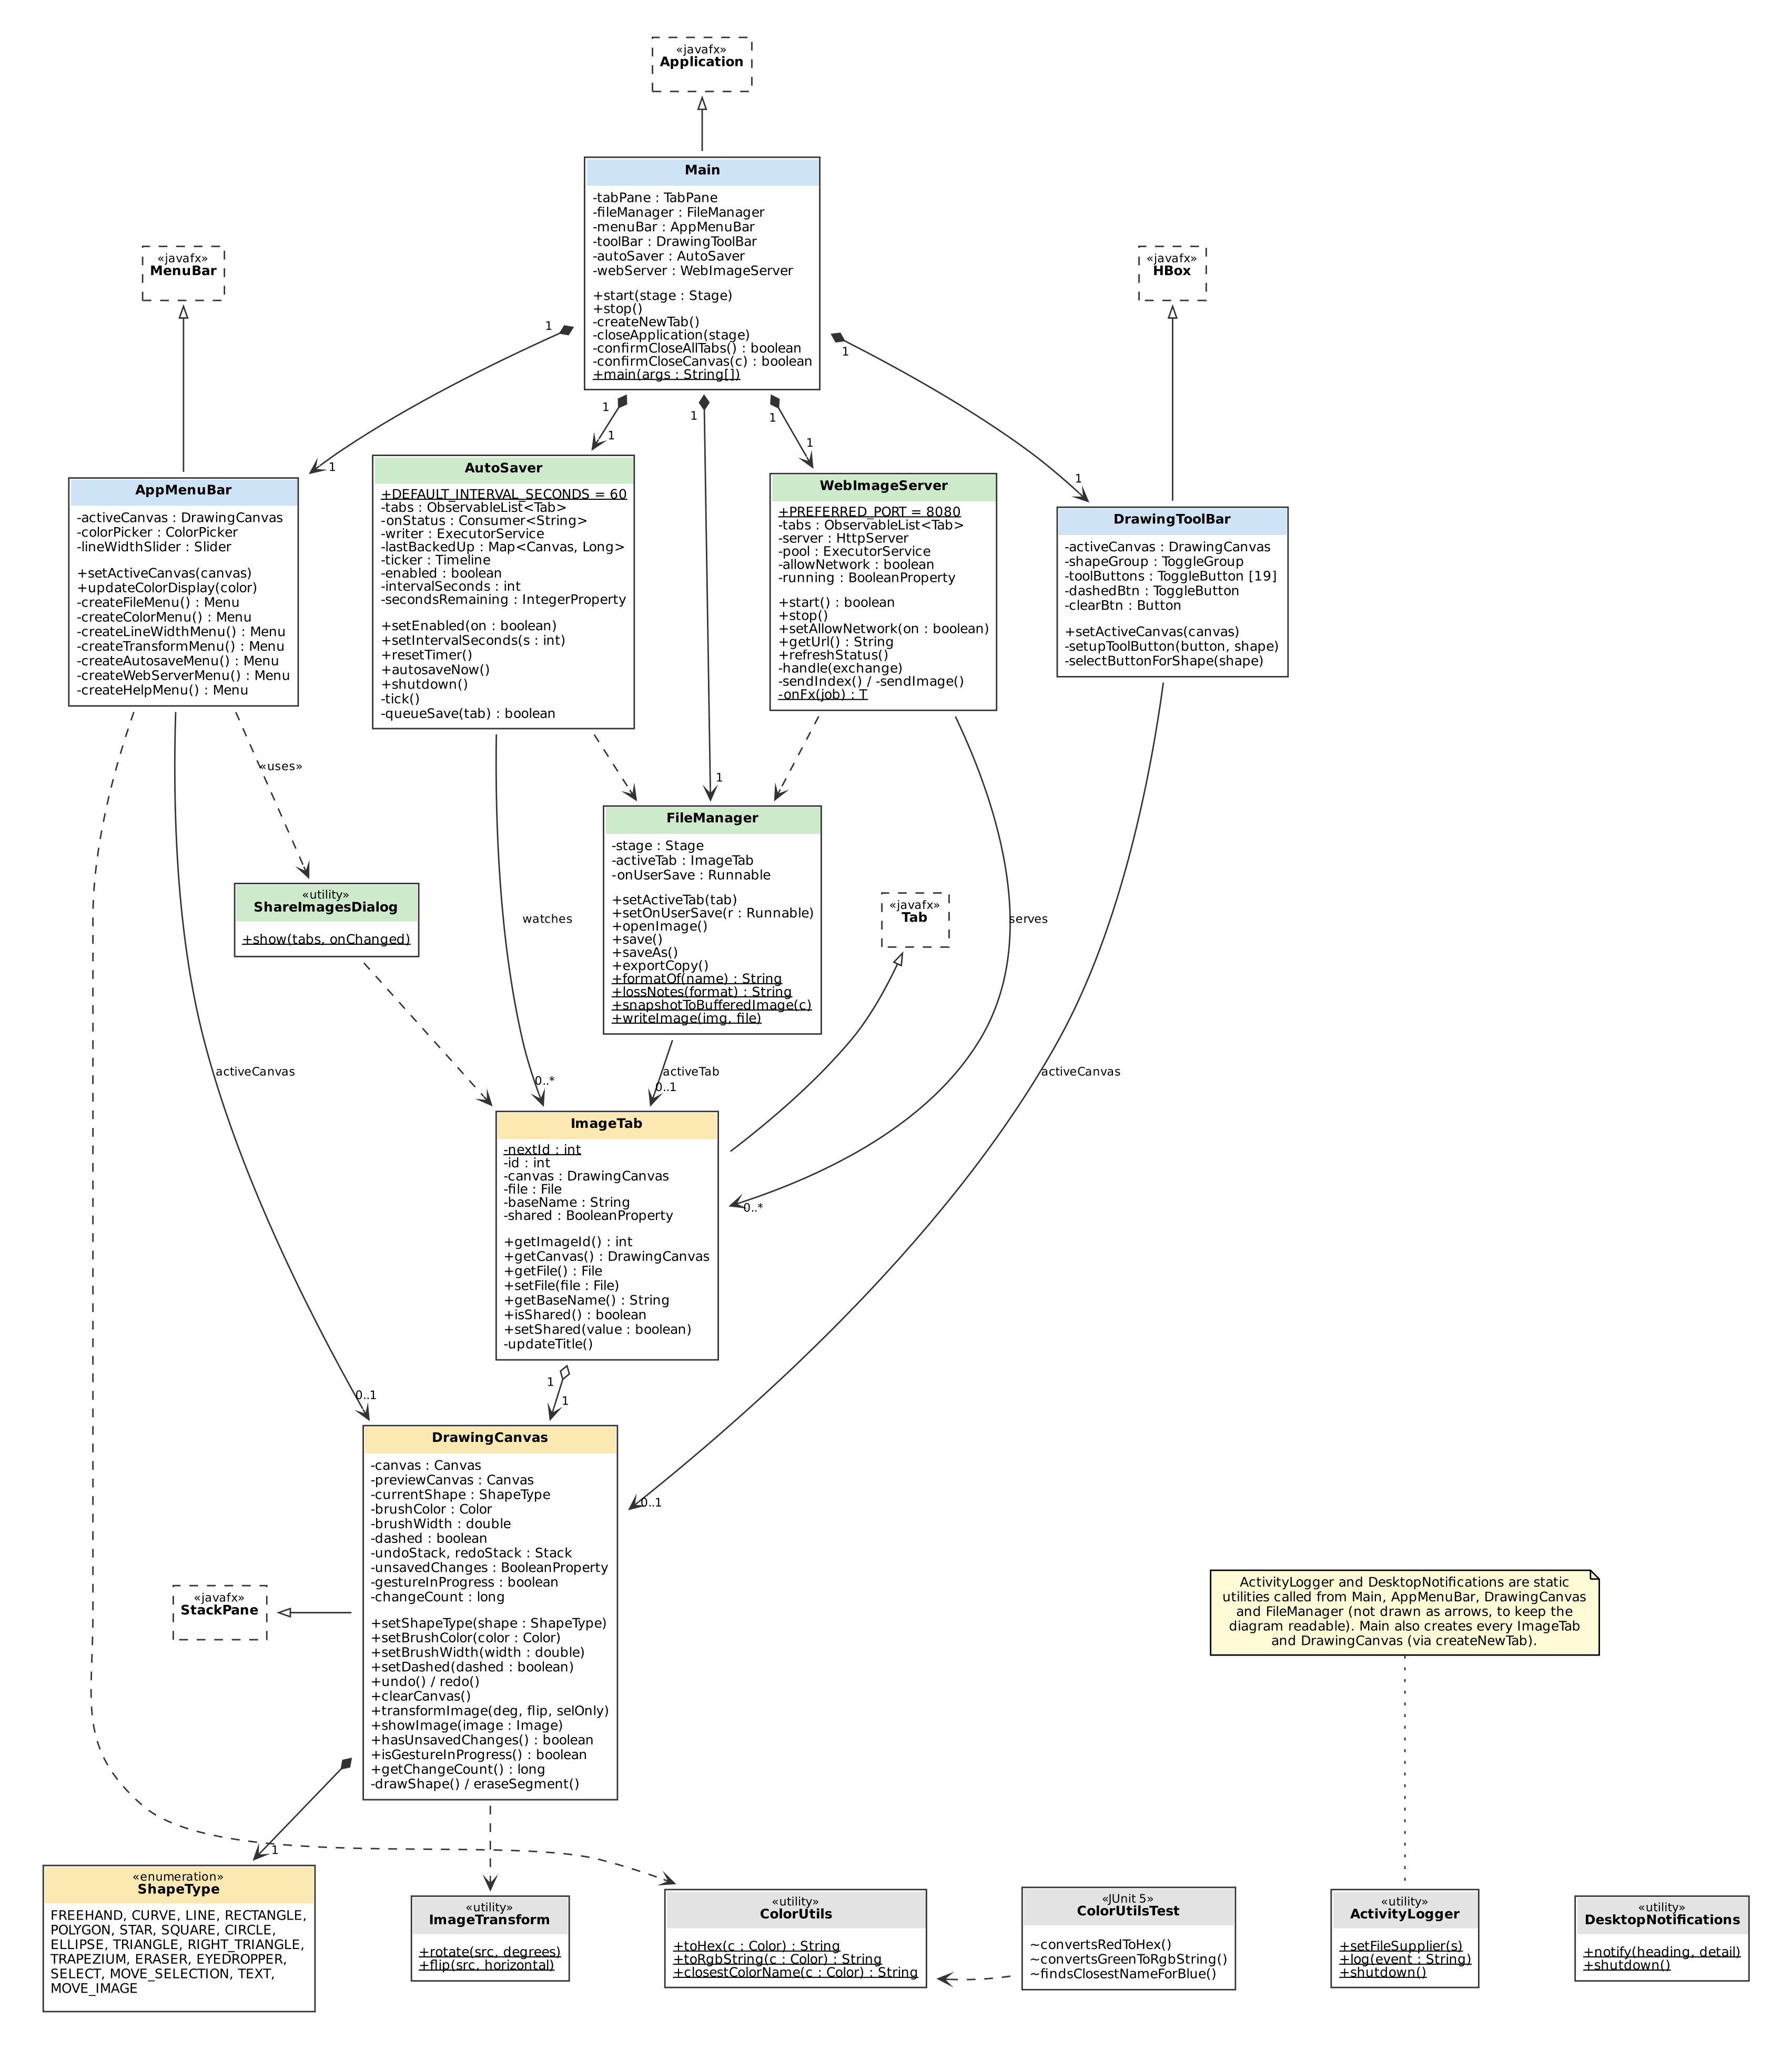 «javafx»
Application
Main
-tabPane : TabPane
-fileManager : FileManager
-menuBar : AppMenuBar
-toolBar : DrawingToolBar
-autoSaver : AutoSaver
-webServer : WebImageServer
+start(stage : Stage)
+stop()
-createNewTab()
-closeApplication(stage)
-confirmCloseAllTabs() : boolean
-confirmCloseCanvas(c) : boolean
+main(args : String[])
«javafx»
MenuBar
«javafx»
HBox
1
1
1
1
1
1
1
1
1
1
AppMenuBar
-activeCanvas : DrawingCanvas
-colorPicker : ColorPicker
-lineWidthSlider : Slider
+setActiveCanvas(canvas)
+updateColorDisplay(color)
-createFileMenu() : Menu
-createColorMenu() : Menu
-createLineWidthMenu() : Menu
-createTransformMenu() : Menu
-createAutosaveMenu() : Menu
-createWebServerMenu() : Menu
-createHelpMenu() : Menu
AutoSaver
+DEFAULT_INTERVAL_SECONDS = 60
-tabs : ObservableList<Tab>
-onStatus : Consumer<String>
-writer : ExecutorService
-lastBackedUp : Map<Canvas, Long>
-ticker : Timeline
-enabled : boolean
-intervalSeconds : int
-secondsRemaining : IntegerProperty
+setEnabled(on : boolean)
+setIntervalSeconds(s : int)
+resetTimer()
+autosaveNow()
+shutdown()
-tick()
-queueSave(tab) : boolean
WebImageServer
+PREFERRED_PORT = 8080
-tabs : ObservableList<Tab>
-server : HttpServer
-pool : ExecutorService
-allowNetwork : boolean
-running : BooleanProperty
+start() : boolean
+stop()
+setAllowNetwork(on : boolean)
+getUrl() : String
+refreshStatus()
-handle(exchange)
-sendIndex() / -sendImage()
-onFx(job) : T
DrawingToolBar
-activeCanvas : DrawingCanvas
-shapeGroup : ToggleGroup
-toolButtons : ToggleButton [19]
-dashedBtn : ToggleButton
-clearBtn : Button
+setActiveCanvas(canvas)
-setupToolButton(button, shape)
-selectButtonForShape(shape)
«uses»
FileManager
-stage : Stage
-activeTab : ImageTab
-onUserSave : Runnable
+setActiveTab(tab)
+setOnUserSave(r : Runnable)
+openImage()
+save()
+saveAs()
+exportCopy()
+formatOf(name) : String
+lossNotes(format) : String
+snapshotToBufferedImage(c)
+writeImage(img, file)
«utility»
ShareImagesDialog
+show(tabs, onChanged)
«javafx»
Tab
watches
serves
activeCanvas
activeTab
activeCanvas
0..*
0..1
ImageTab
-nextId : int
-id : int
-canvas : DrawingCanvas
-file : File
-baseName : String
-shared : BooleanProperty
+getImageId() : int
+getCanvas() : DrawingCanvas
+getFile() : File
+setFile(file : File)
+getBaseName() : String
+isShared() : boolean
+setShared(value : boolean)
-updateTitle()
0..*
1
1
0..1
DrawingCanvas
-canvas : Canvas
-previewCanvas : Canvas
-currentShape : ShapeType
-brushColor : Color
-brushWidth : double
-dashed : boolean
-undoStack, redoStack : Stack
-unsavedChanges : BooleanProperty
-gestureInProgress : boolean
-changeCount : long
+setShapeType(shape : ShapeType)
+setBrushColor(color : Color)
+setBrushWidth(width : double)
+setDashed(dashed : boolean)
+undo() / redo()
+clearCanvas()
+transformImage(deg, flip, selOnly)
+showImage(image : Image)
+hasUnsavedChanges() : boolean
+isGestureInProgress() : boolean
+getChangeCount() : long
-drawShape() / eraseSegment()
0..1
«javafx»
StackPane
ActivityLogger and DesktopNotifications are static
utilities called from Main, AppMenuBar, DrawingCanvas
and FileManager (not drawn as arrows, to keep the
diagram readable). Main also creates every ImageTab
and DrawingCanvas (via createNewTab).
1
«enumeration»
ShapeType
FREEHAND, CURVE, LINE, RECTANGLE,
POLYGON, STAR, SQUARE, CIRCLE,
ELLIPSE, TRIANGLE, RIGHT_TRIANGLE,
TRAPEZIUM, ERASER, EYEDROPPER,
SELECT, MOVE_SELECTION, TEXT,
MOVE_IMAGE
«utility»
ImageTransform
+rotate(src, degrees)
+flip(src, horizontal)
«utility»
ColorUtils
+toHex(c : Color) : String
+toRgbString(c : Color) : String
+closestColorName(c : Color) : String
«JUnit 5»
ColorUtilsTest
~convertsRedToHex()
~convertsGreenToRgbString()
~findsClosestNameForBlue()
«utility»
ActivityLogger
+setFileSupplier(s)
+log(event : String)
+shutdown()
«utility»
DesktopNotifications
+notify(heading, detail)
+shutdown()